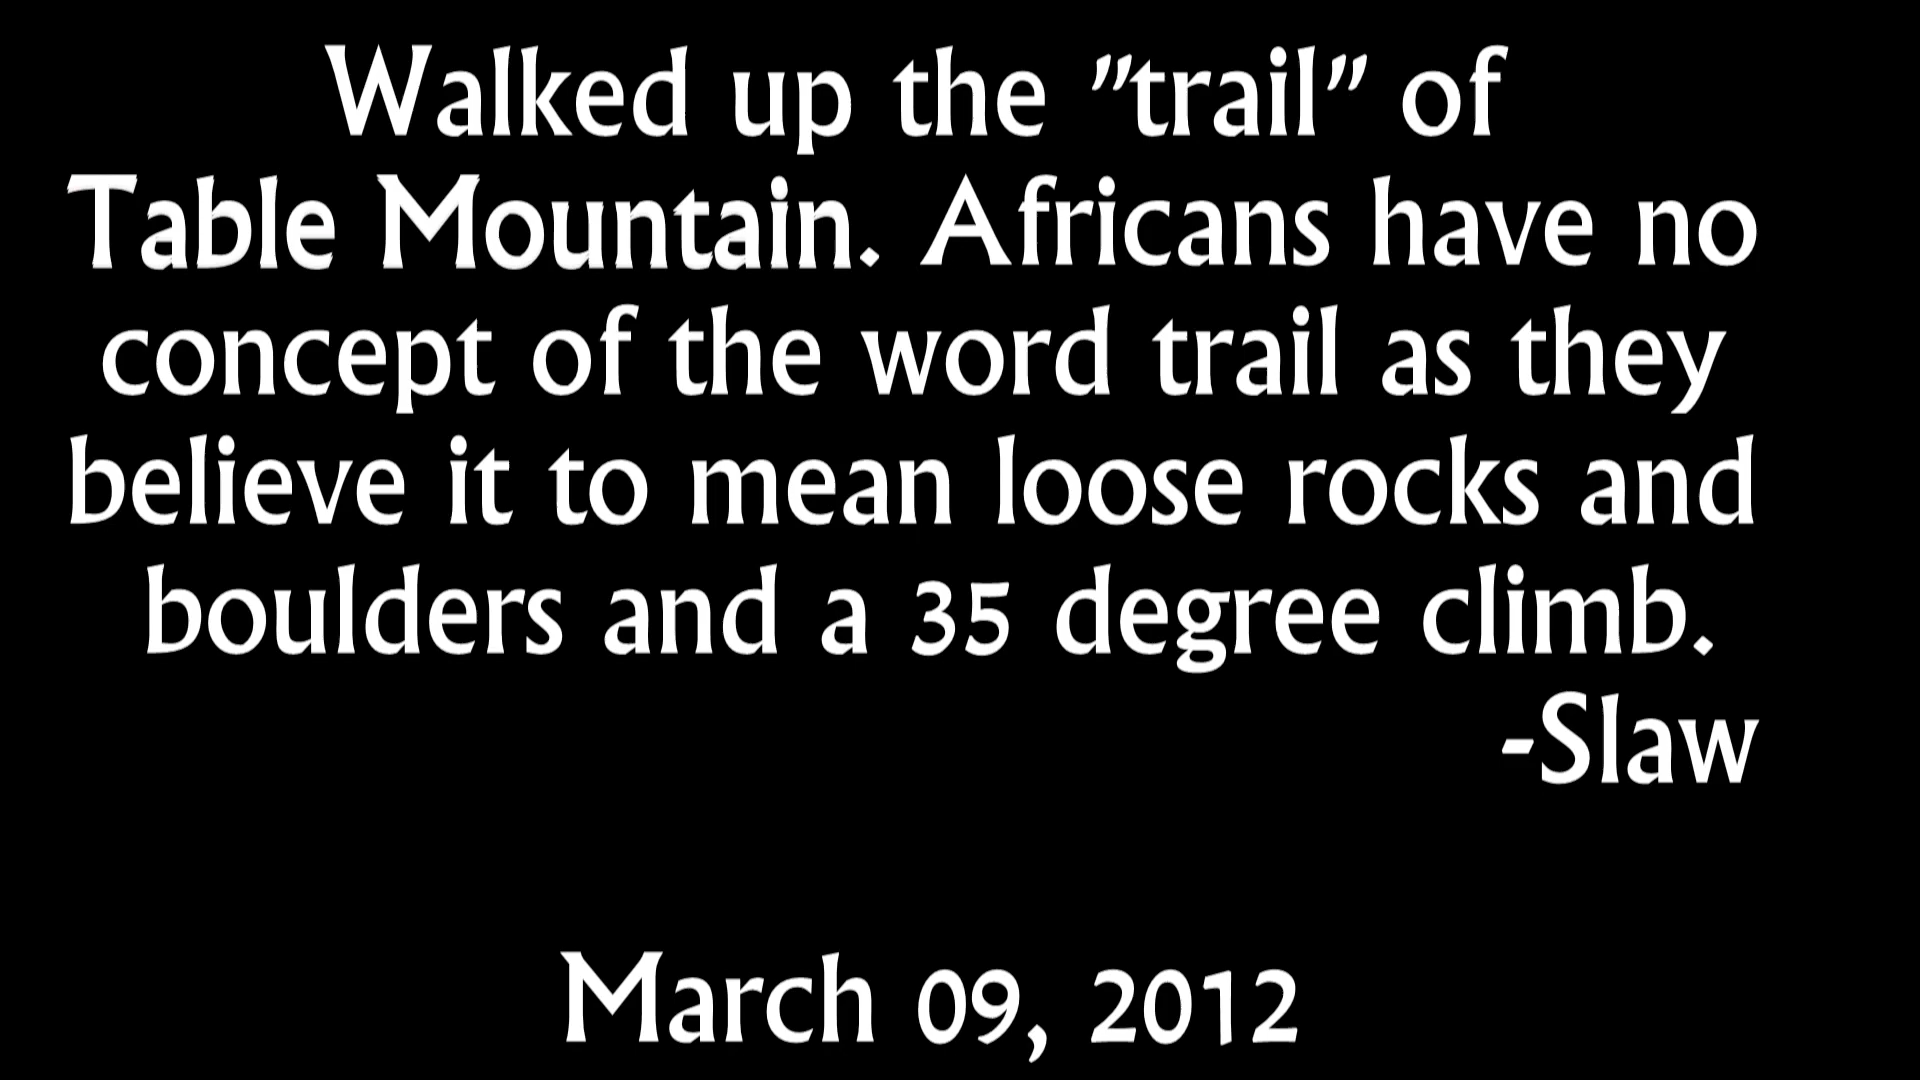 Walked up the "trail" of
Table Mountain. Africans have no
concept of the word trail as they
believe it to mean loose rocks and
boulders and a 35 degree climb.
-Slaw
March 09, 2012